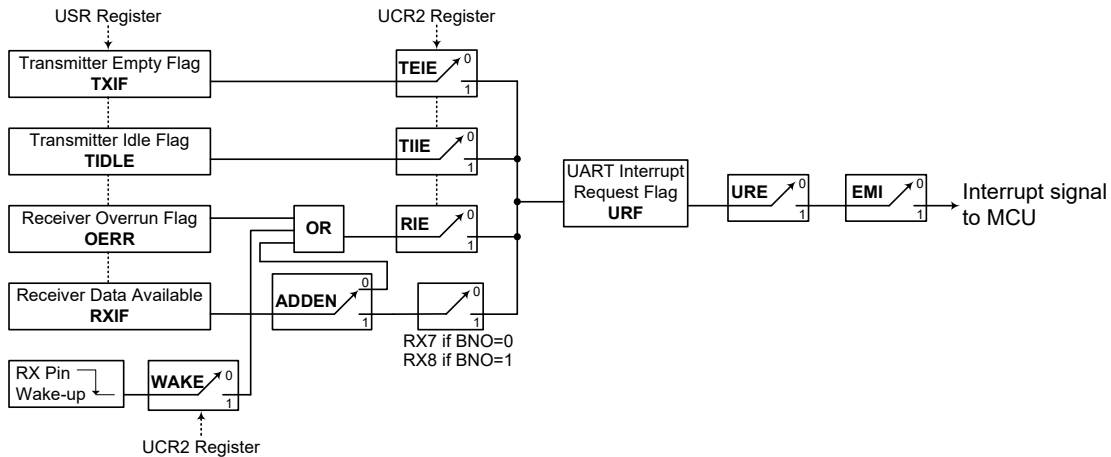 USR Register
UCR2 Register
Transmitter Empty Flag
TXIF
TEIE
0
1
Transmitter Idle Flag
TIDLE
TIIE
0
1
UART Interrupt
Request Flag
URF
URE
0
1
EMI
0
1
Interrupt signal
to MCU
Receiver Overrun Flag
OERR
OR
RIE
0
1
Receiver Data Available
RXIF
ADDEN
0
1
0
1
RX7 if BNO=0
RX8 if BNO=1
RX Pin
Wake-up
WAKE
0
1
UCR2 Register